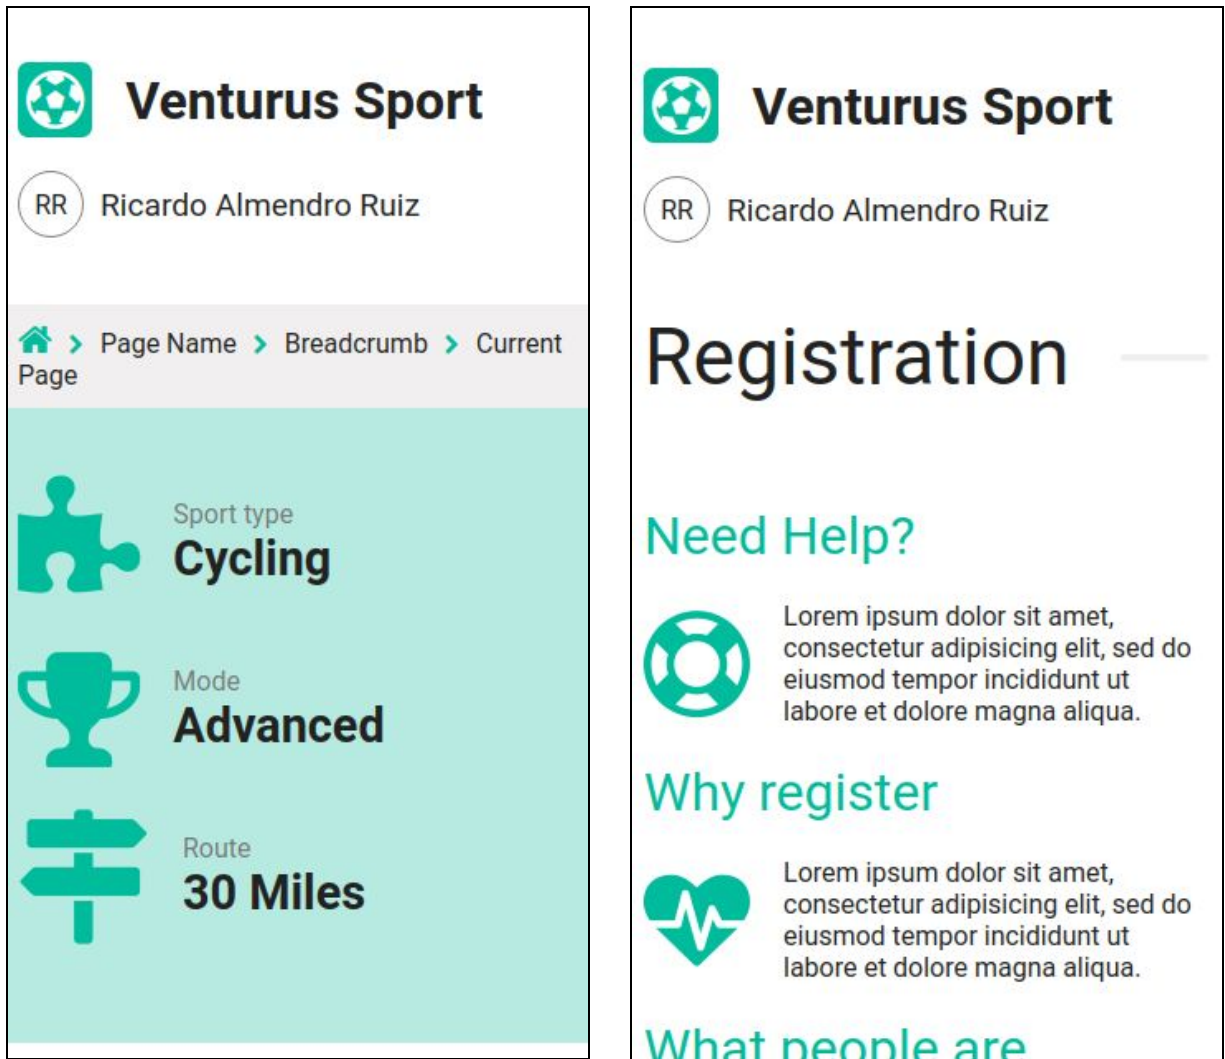 Venturus Sport
RR Ricardo Almendro Ruiz
Page Name Breadcrumb Current
Page
Sport type
Cycling
Mode
Advanced
Route
30 Miles
Venturus Sport
RR Ricardo Almendro Ruiz
Registration
Need Help?
Lorem ipsum dolor sit amet,
consectetur adipisicing elit, sed do
eiusmod tempor incididunt ut
labore et dolore magna aliqua.
Why register
Lorem ipsum dolor sit amet,
consectetur adipisicing elit, sed do
eiusmod tempor incididunt ut
labore et dolore magna aliqua.
What people are